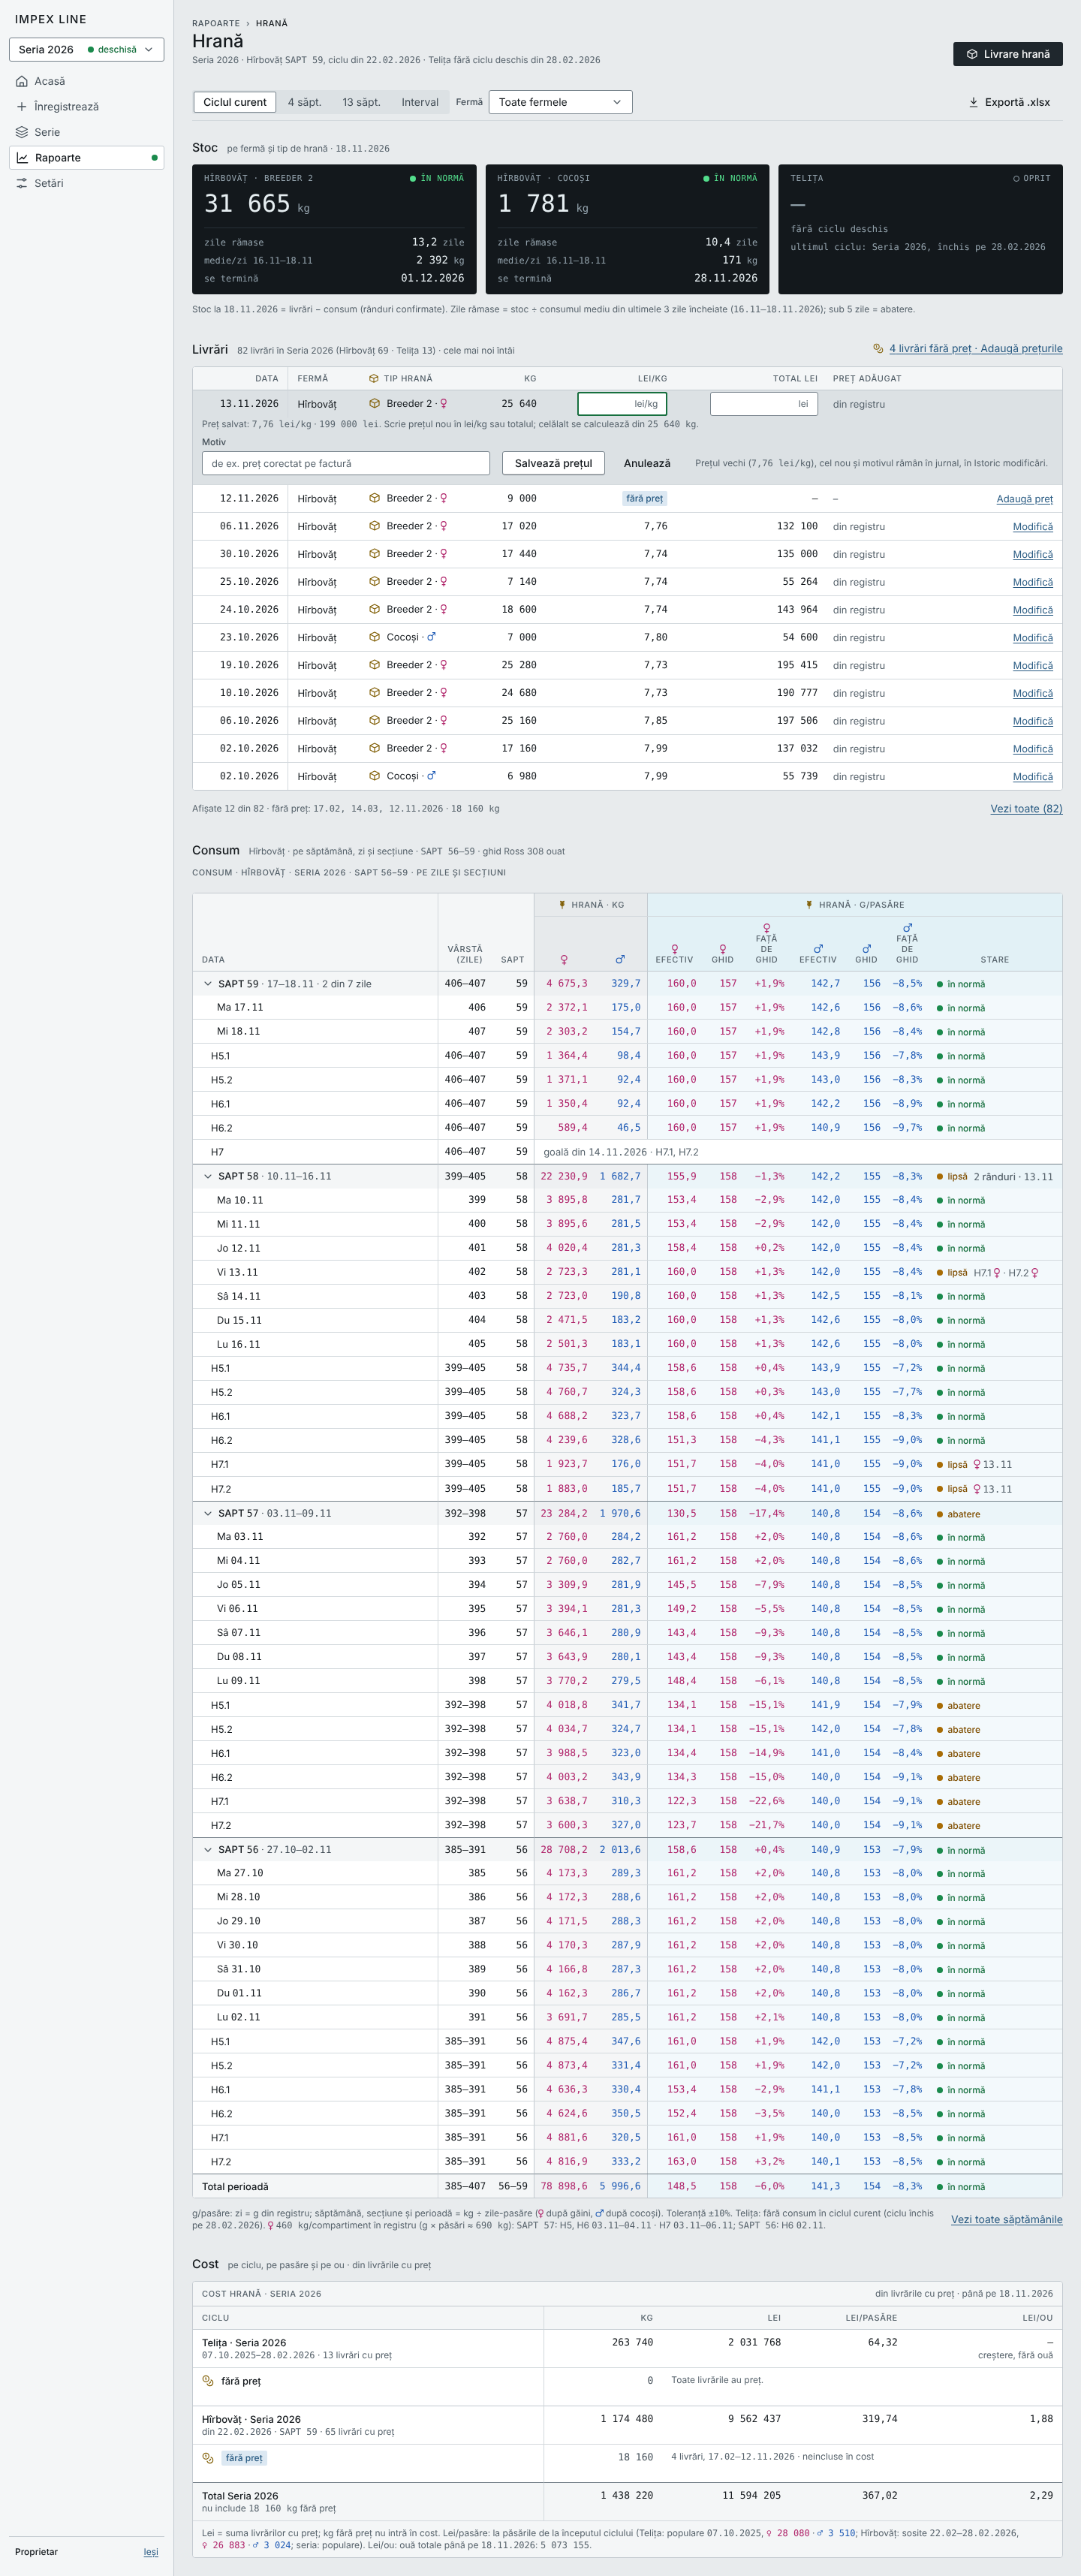 IMPEX LINE
Seria 2026 deschisă
Acasă
Înregistrează
Serie
Rapoarte
Setări
Proprietar Ieși
RAPOARTE › HRANĂ
Hrană
Seria 2026 · Hîrbovăț SAPT 59, ciclu din 22.02.2026 · Telița fără ciclu deschis din 28.02.2026
Livrare hrană
Ciclul curent 4 săpt. 13 săpt. Interval Fermă Toate fermele Exportă .xlsx
Stoc pe fermă și tip de hrană · 18.11.2026
HÎRBOVĂȚ · BREEDER 2 ÎN NORMĂ
31 665 kg
zile rămase 13,2 zile
medie/zi 16.11–18.11 2 392 kg
se termină 01.12.2026
HÎRBOVĂȚ · COCOȘI ÎN NORMĂ
1 781 kg
zile rămase 10,4 zile
medie/zi 16.11–18.11 171 kg
se termină 28.11.2026
TELIȚA OPRIT
—
fără ciclu deschis
ultimul ciclu: Seria 2026, închis pe 28.02.2026
Stoc la 18.11.2026 = livrări − consum (rânduri confirmate). Zile rămase = stoc ÷ consumul mediu din ultimele 3 zile încheiate (16.11–18.11.2026); sub 5 zile = abatere.
Livrări 82 livrări în Seria 2026 (Hîrbovăț 69 · Telița 13) · cele mai noi întâi 4 livrări fără preț · Adaugă prețurile
DATA FERMĂ TIP HRANĂ KG LEI/KG TOTAL LEI PREȚ ADĂUGAT
13.11.2026 Hîrbovăț Breeder 2 · ♀ 25 640 lei/kg lei din registru
Preț salvat: 7,76 lei/kg · 199 000 lei. Scrie prețul nou în lei/kg sau totalul; celălalt se calculează din 25 640 kg.
Motiv
de ex. preț corectat pe factură Salvează prețul Anulează Prețul vechi (7,76 lei/kg), cel nou și motivul rămân în jurnal, în Istoric modificări.
12.11.2026 Hîrbovăț Breeder 2 · ♀ 9 000 fără preț — – Adaugă preț
06.11.2026 Hîrbovăț Breeder 2 · ♀ 17 020 7,76 132 100 din registru Modifică
30.10.2026 Hîrbovăț Breeder 2 · ♀ 17 440 7,74 135 000 din registru Modifică
25.10.2026 Hîrbovăț Breeder 2 · ♀ 7 140 7,74 55 264 din registru Modifică
24.10.2026 Hîrbovăț Breeder 2 · ♀ 18 600 7,74 143 964 din registru Modifică
23.10.2026 Hîrbovăț Cocoși · ♂ 7 000 7,80 54 600 din registru Modifică
19.10.2026 Hîrbovăț Breeder 2 · ♀ 25 280 7,73 195 415 din registru Modifică
10.10.2026 Hîrbovăț Breeder 2 · ♀ 24 680 7,73 190 777 din registru Modifică
06.10.2026 Hîrbovăț Breeder 2 · ♀ 25 160 7,85 197 506 din registru Modifică
02.10.2026 Hîrbovăț Breeder 2 · ♀ 17 160 7,99 137 032 din registru Modifică
02.10.2026 Hîrbovăț Cocoși · ♂ 6 980 7,99 55 739 din registru Modifică
Afișate 12 din 82 · fără preț: 17.02, 14.03, 12.11.2026 · 18 160 kg Vezi toate (82)
Consum Hîrbovăț · pe săptămână, zi și secțiune · SAPT 56–59 · ghid Ross 308 ouat
CONSUM · HÎRBOVĂȚ · SERIA 2026 · SAPT 56–59 · PE ZILE ȘI SECȚIUNI
HRANĂ · KG HRANĂ · G/PASĂRE
DATA VÂRSTĂ (ZILE) SAPT ♀ ♂ ♀ EFECTIV ♀ GHID ♀ FAȚĂ DE GHID ♂ EFECTIV ♂ GHID ♂ FAȚĂ DE GHID STARE
SAPT 59 · 17–18.11 · 2 din 7 zile 406–407 59 4 675,3 329,7 160,0 157 +1,9% 142,7 156 −8,5% în normă
Ma 17.11 406 59 2 372,1 175,0 160,0 157 +1,9% 142,6 156 −8,6% în normă
Mi 18.11 407 59 2 303,2 154,7 160,0 157 +1,9% 142,8 156 −8,4% în normă
H5.1 406–407 59 1 364,4 98,4 160,0 157 +1,9% 143,9 156 −7,8% în normă
H5.2 406–407 59 1 371,1 92,4 160,0 157 +1,9% 143,0 156 −8,3% în normă
H6.1 406–407 59 1 350,4 92,4 160,0 157 +1,9% 142,2 156 −8,9% în normă
H6.2 406–407 59 589,4 46,5 160,0 157 +1,9% 140,9 156 −9,7% în normă
H7 406–407 59 goală din 14.11.2026 · H7.1, H7.2
SAPT 58 · 10.11–16.11 399–405 58 22 230,9 1 682,7 155,9 158 −1,3% 142,2 155 −8,3% lipsă 2 rânduri · 13.11
Ma 10.11 399 58 3 895,8 281,7 153,4 158 −2,9% 142,0 155 −8,4% în normă
Mi 11.11 400 58 3 895,6 281,5 153,4 158 −2,9% 142,0 155 −8,4% în normă
Jo 12.11 401 58 4 020,4 281,3 158,4 158 +0,2% 142,0 155 −8,4% în normă
Vi 13.11 402 58 2 723,3 281,1 160,0 158 +1,3% 142,0 155 −8,4% lipsă H7.1 ♀ · H7.2 ♀
Sâ 14.11 403 58 2 723,0 190,8 160,0 158 +1,3% 142,5 155 −8,1% în normă
Du 15.11 404 58 2 471,5 183,2 160,0 158 +1,3% 142,6 155 −8,0% în normă
Lu 16.11 405 58 2 501,3 183,1 160,0 158 +1,3% 142,6 155 −8,0% în normă
H5.1 399–405 58 4 735,7 344,4 158,6 158 +0,4% 143,9 155 −7,2% în normă
H5.2 399–405 58 4 760,7 324,3 158,6 158 +0,3% 143,0 155 −7,7% în normă
H6.1 399–405 58 4 688,2 323,7 158,6 158 +0,4% 142,1 155 −8,3% în normă
H6.2 399–405 58 4 239,6 328,6 151,3 158 −4,3% 141,1 155 −9,0% în normă
H7.1 399–405 58 1 923,7 176,0 151,7 158 −4,0% 141,0 155 −9,0% lipsă ♀ 13.11
H7.2 399–405 58 1 883,0 185,7 151,7 158 −4,0% 141,0 155 −9,0% lipsă ♀ 13.11
SAPT 57 · 03.11–09.11 392–398 57 23 284,2 1 970,6 130,5 158 −17,4% 140,8 154 −8,6% abatere
Ma 03.11 392 57 2 760,0 284,2 161,2 158 +2,0% 140,8 154 −8,6% în normă
Mi 04.11 393 57 2 760,0 282,7 161,2 158 +2,0% 140,8 154 −8,6% în normă
Jo 05.11 394 57 3 309,9 281,9 145,5 158 −7,9% 140,8 154 −8,5% în normă
Vi 06.11 395 57 3 394,1 281,3 149,2 158 −5,5% 140,8 154 −8,5% în normă
Sâ 07.11 396 57 3 646,1 280,9 143,4 158 −9,3% 140,8 154 −8,5% în normă
Du 08.11 397 57 3 643,9 280,1 143,4 158 −9,3% 140,8 154 −8,5% în normă
Lu 09.11 398 57 3 770,2 279,5 148,4 158 −6,1% 140,8 154 −8,5% în normă
H5.1 392–398 57 4 018,8 341,7 134,1 158 −15,1% 141,9 154 −7,9% abatere
H5.2 392–398 57 4 034,7 324,7 134,1 158 −15,1% 142,0 154 −7,8% abatere
H6.1 392–398 57 3 988,5 323,0 134,4 158 −14,9% 141,0 154 −8,4% abatere
H6.2 392–398 57 4 003,2 343,9 134,3 158 −15,0% 140,0 154 −9,1% abatere
H7.1 392–398 57 3 638,7 310,3 122,3 158 −22,6% 140,0 154 −9,1% abatere
H7.2 392–398 57 3 600,3 327,0 123,7 158 −21,7% 140,0 154 −9,1% abatere
SAPT 56 · 27.10–02.11 385–391 56 28 708,2 2 013,6 158,6 158 +0,4% 140,9 153 −7,9% în normă
Ma 27.10 385 56 4 173,3 289,3 161,2 158 +2,0% 140,8 153 −8,0% în normă
Mi 28.10 386 56 4 172,3 288,6 161,2 158 +2,0% 140,8 153 −8,0% în normă
Jo 29.10 387 56 4 171,5 288,3 161,2 158 +2,0% 140,8 153 −8,0% în normă
Vi 30.10 388 56 4 170,3 287,9 161,2 158 +2,0% 140,8 153 −8,0% în normă
Sâ 31.10 389 56 4 166,8 287,3 161,2 158 +2,0% 140,8 153 −8,0% în normă
Du 01.11 390 56 4 162,3 286,7 161,2 158 +2,0% 140,8 153 −8,0% în normă
Lu 02.11 391 56 3 691,7 285,5 161,2 158 +2,1% 140,8 153 −8,0% în normă
H5.1 385–391 56 4 875,4 347,6 161,0 158 +1,9% 142,0 153 −7,2% în normă
H5.2 385–391 56 4 873,4 331,4 161,0 158 +1,9% 142,0 153 −7,2% în normă
H6.1 385–391 56 4 636,3 330,4 153,4 158 −2,9% 141,1 153 −7,8% în normă
H6.2 385–391 56 4 624,6 350,5 152,4 158 −3,5% 140,0 153 −8,5% în normă
H7.1 385–391 56 4 881,6 320,5 161,0 158 +1,9% 140,0 153 −8,5% în normă
H7.2 385–391 56 4 816,9 333,2 163,0 158 +3,2% 140,1 153 −8,5% în normă
Total perioadă 385–407 56–59 78 898,6 5 996,6 148,5 158 −6,0% 141,3 154 −8,3% în normă
g/pasăre: zi = g din registru; săptămână, secțiune și perioadă = kg ÷ zile-pasăre (♀ după găini, ♂ după cocoși). Toleranță ±10%. Telița: fără consum în ciclul curent (ciclu închis
pe 28.02.2026). ♀ 460 kg/compartiment în registru (g × păsări ≈ 690 kg): SAPT 57: H5, H6 03.11–04.11 · H7 03.11–06.11; SAPT 56: H6 02.11. Vezi toate săptămânile
Cost pe ciclu, pe pasăre și pe ou · din livrările cu preț
COST HRANĂ · SERIA 2026 din livrările cu preț · până pe 18.11.2026
CICLU KG LEI LEI/PASĂRE LEI/OU
Telița · Seria 2026 263 740 2 031 768 64,32 —
07.10.2025–28.02.2026 · 13 livrări cu preț creștere, fără ouă
fără preț 0 Toate livrările au preț.
Hîrbovăț · Seria 2026 1 174 480 9 562 437 319,74 1,88
din 22.02.2026 · SAPT 59 · 65 livrări cu preț
fără preț 18 160 4 livrări, 17.02–12.11.2026 · neincluse în cost
Total Seria 2026 1 438 220 11 594 205 367,02 2,29
nu include 18 160 kg fără preț
Lei = suma livrărilor cu preț; kg fără preț nu intră în cost. Lei/pasăre: la păsările de la începutul ciclului (Telița: populare 07.10.2025, ♀ 28 080 · ♂ 3 510; Hîrbovăț: sosite 22.02–28.02.2026,
♀ 26 883 · ♂ 3 024; seria: populare). Lei/ou: ouă totale până pe 18.11.2026: 5 073 155.